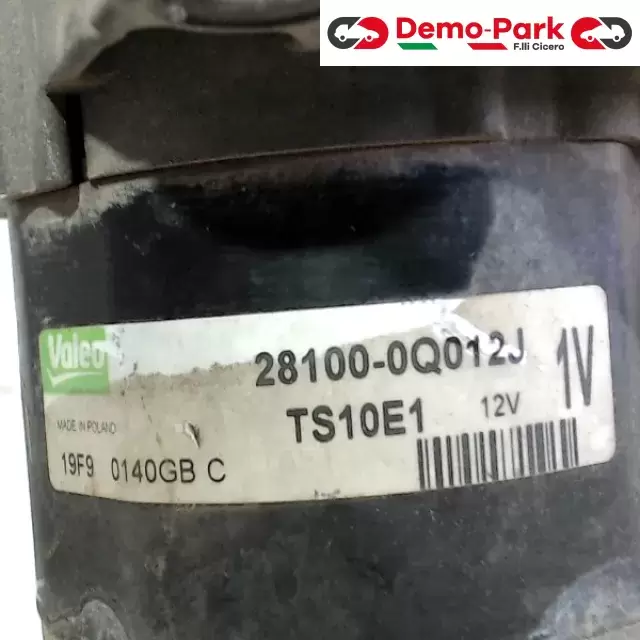 Demo-Park
F.lli Cicero
Valeo
28100-0Q012J
1V
MADE IN POLAND
TS10E1 12V
19F9 0140GB C